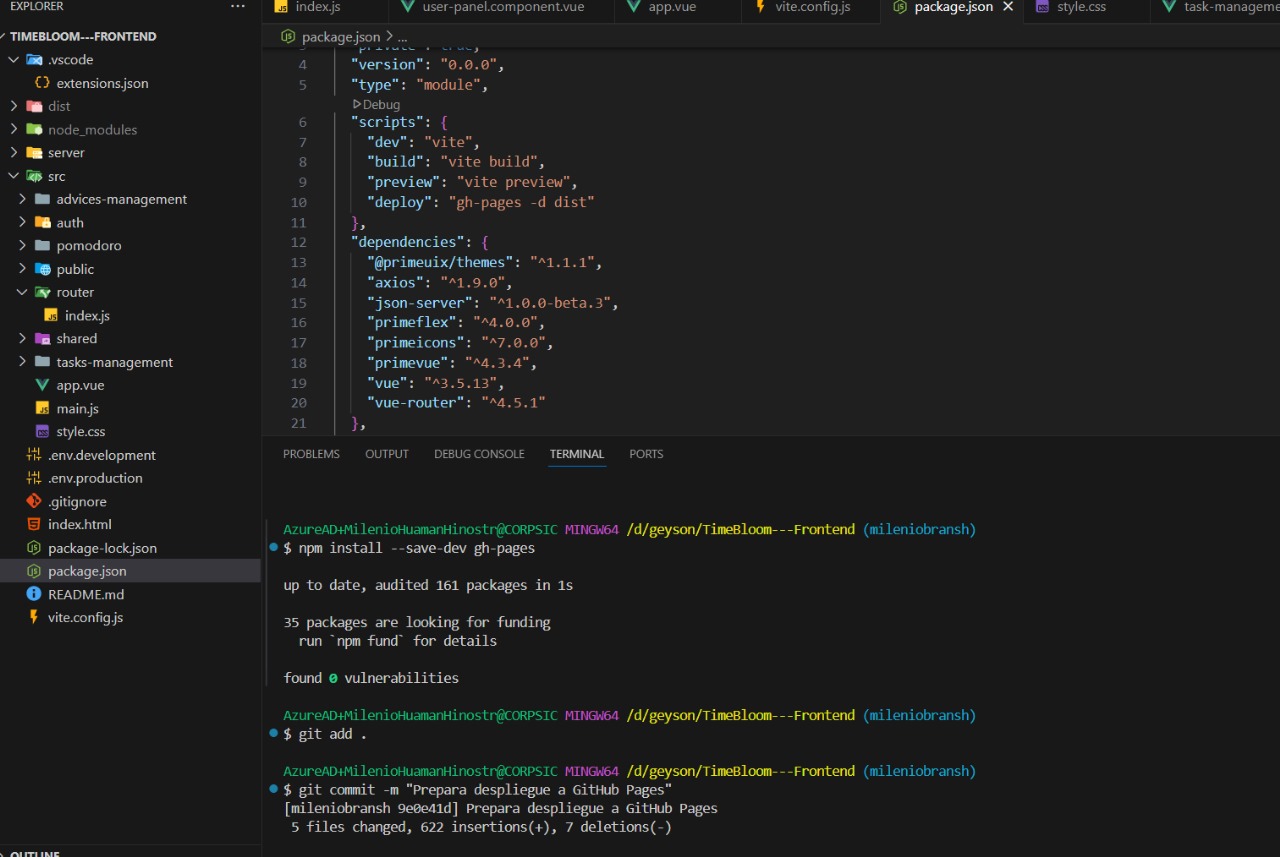 EXPLORER
TIMEBLOOM---FRONTEND
.vscode
extensions.json
dist
node_modules
server
src
advices-management
auth
pomodoro
public
router
index.js
shared
tasks-management
app.vue
main.js
style.css
.env.development
.env.production
.gitignore
index.html
package-lock.json
package.json
README.md
vite.config.js
OUTLINE
index.js
user-panel.component.vue
app.vue
vite.config.js
package.json
style.css
task-manageme
package.json > ...
3 "private": true,
4 "version": "0.0.0",
5 "type": "module",
Debug
6 "scripts": {
7 "dev": "vite",
8 "build": "vite build",
9 "preview": "vite preview",
10 "deploy": "gh-pages -d dist"
11 },
12 "dependencies": {
13 "@primeuix/themes": "^1.1.1",
14 "axios": "^1.9.0",
15 "json-server": "^1.0.0-beta.3",
16 "primeflex": "^4.0.0",
17 "primeicons": "^7.0.0",
18 "primevue": "^4.3.4",
19 "vue": "^3.5.13",
20 "vue-router": "^4.5.1"
21 },
PROBLEMS OUTPUT DEBUG CONSOLE TERMINAL PORTS
AzureAD+MilenioHuamanHinostr@CORPSIC MINGW64 /d/geyson/TimeBloom---Frontend (mileniobransh)
$ npm install --save-dev gh-pages
up to date, audited 161 packages in 1s
35 packages are looking for funding
run `npm fund` for details
found 0 vulnerabilities
AzureAD+MilenioHuamanHinostr@CORPSIC MINGW64 /d/geyson/TimeBloom---Frontend (mileniobransh)
$ git add .
AzureAD+MilenioHuamanHinostr@CORPSIC MINGW64 /d/geyson/TimeBloom---Frontend (mileniobransh)
$ git commit -m "Prepara despliegue a GitHub Pages"
[mileniobransh 9e0e41d] Prepara despliegue a GitHub Pages
5 files changed, 622 insertions(+), 7 deletions(-)